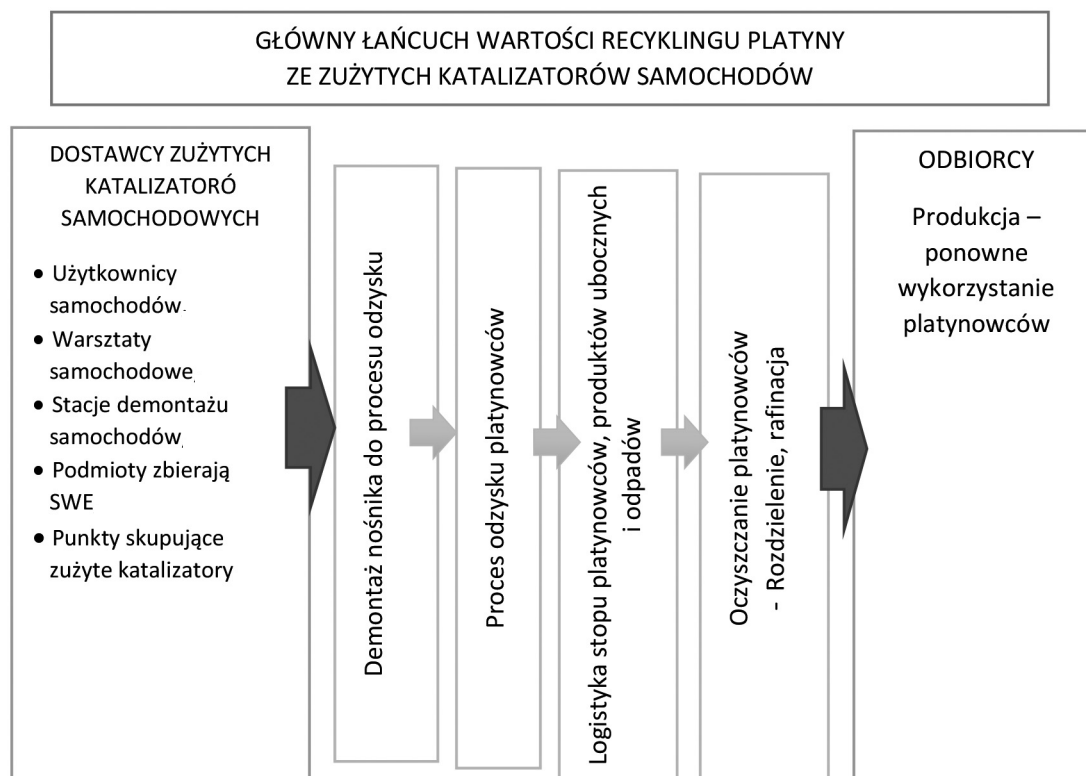 GŁÓWNY ŁAŃCUCH WARTOŚCI RECYKLINGU PLATYNY
ZE ZUŻYTYCH KATALIZATORÓW SAMOCHODÓW
DOSTAWCY ZUŻYTYCH
KATALIZATORÓ
SAMOCHODOWYCH
• Użytkownicy
samochodów.
• Warsztaty
samochodowe,
• Stacje demontażu
samochodów,
• Podmioty zbierają
SWE
• Punkty skupujące
zużyte katalizatory
Demontaż nośnika do procesu odzysku
Proces odzysku platynowców
Logistyka stopu platynowców, produktów ubocznych
i odpadów
Oczyszczanie platynowców
- Rozdzielenie, rafinacja
ODBIORCY
Produkcja –
ponowne
wykorzystanie
platynowców